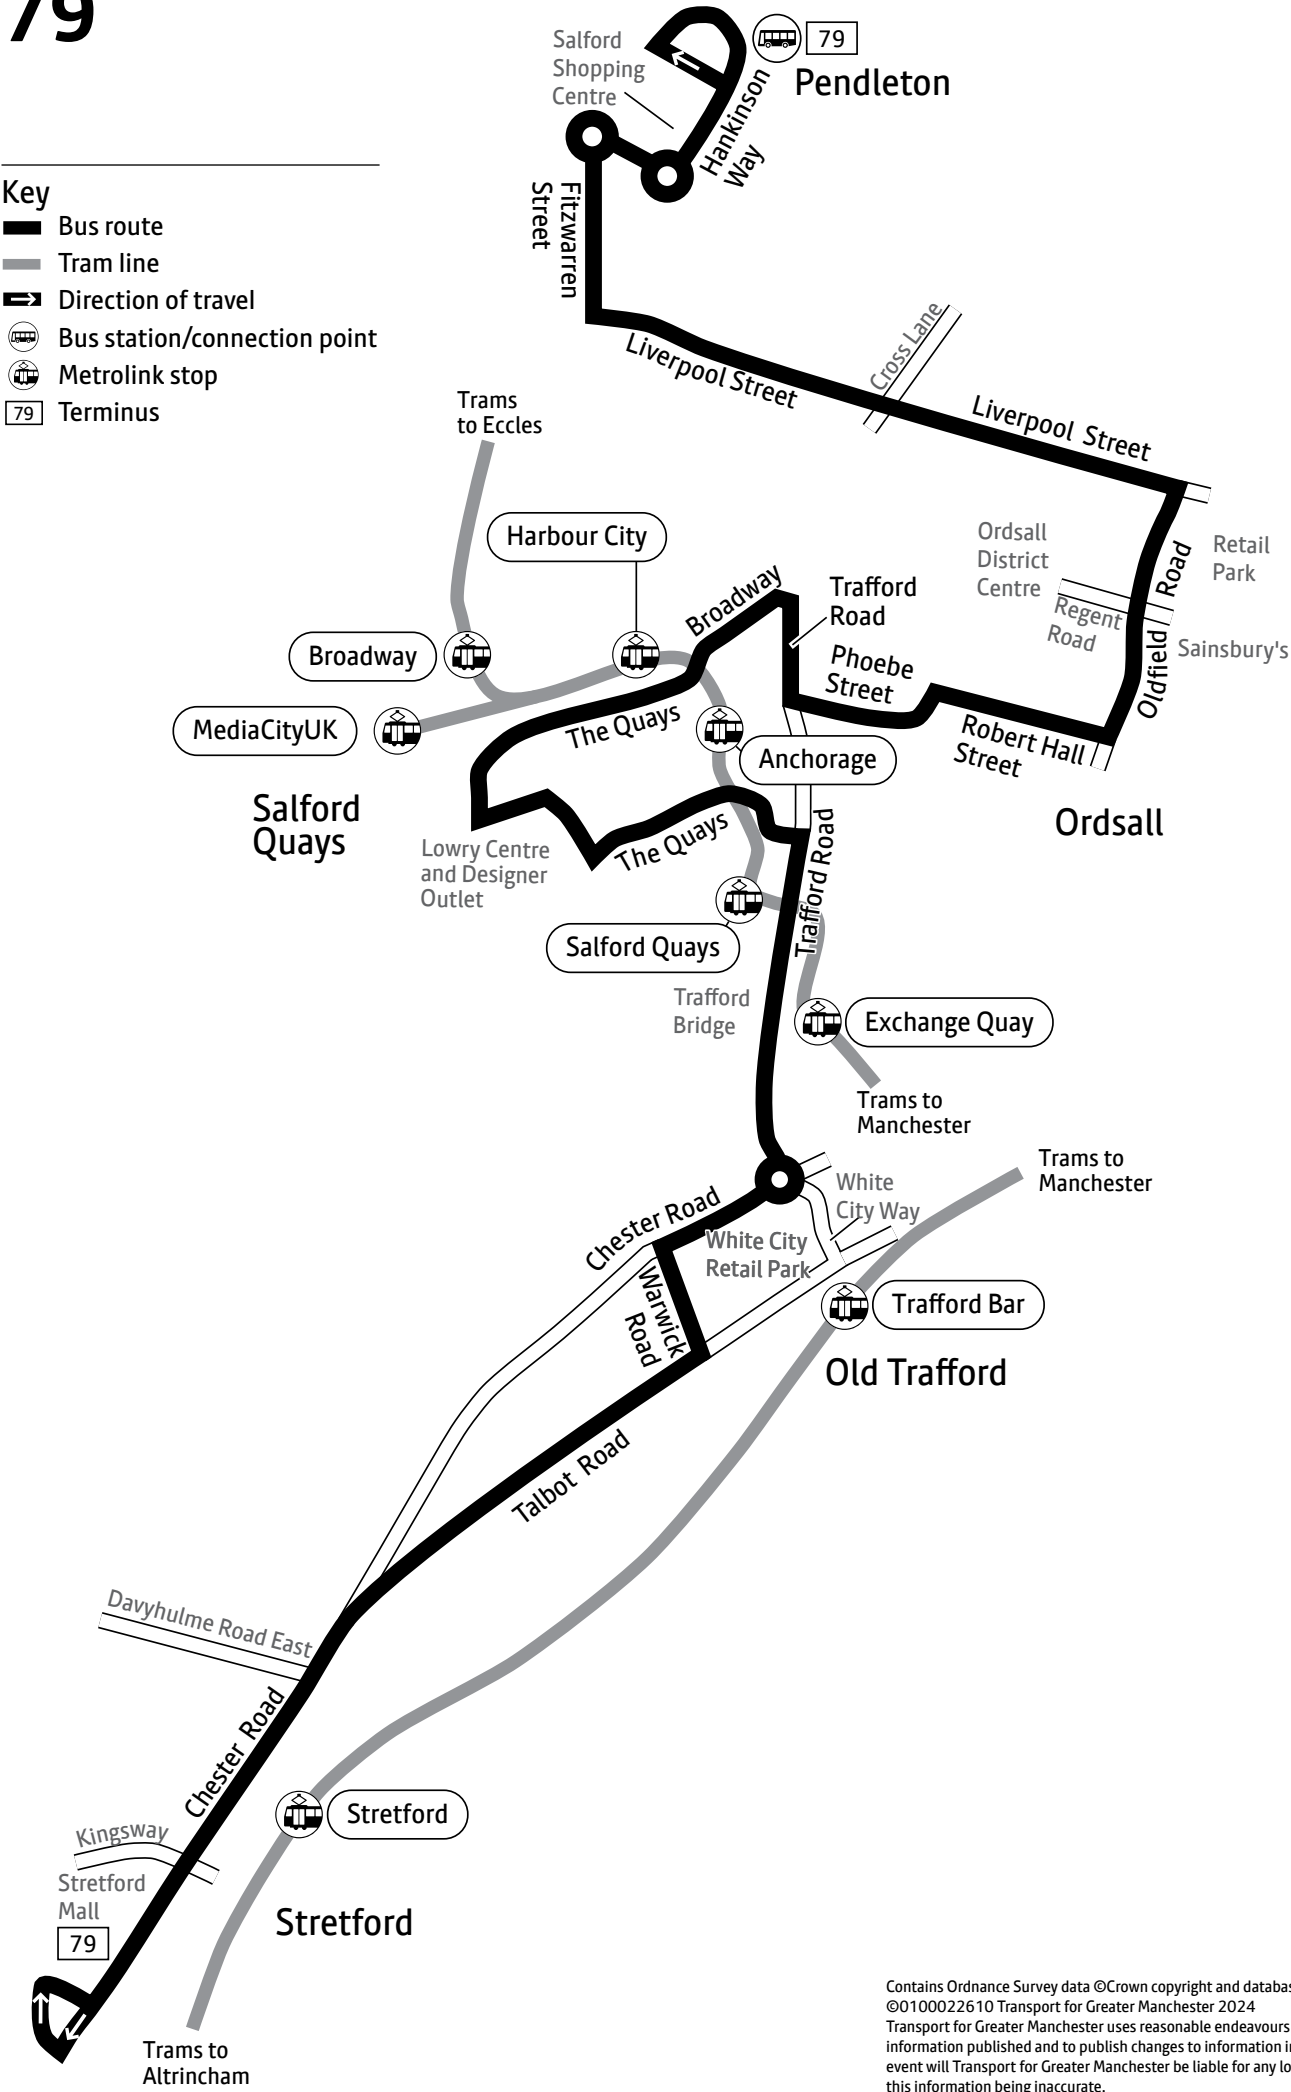 79
Key
Bus route
Tram line
Direction of travel
Bus station/connection point
Metrolink stop
79 Terminus
Salford
Shopping
Centre
79
Pendleton
Hankinson
Way
Fitzwarren
Street
Liverpool Street
Cross Lane
Liverpool Street
Trams
to Eccles
Harbour City
Broadway
MediaCityUK
Salford
Quays
Broadway
Trafford
Road
Phoebe
Street
Ordsall
District
Centre
Regent
Road
Oldfield Road
Retail
Park
Sainsbury's
Robert Hall
Street
Ordsall
The Quays
Anchorage
The Quays
Lowry Centre
and Designer
Outlet
Trafford Road
Salford Quays
Trafford
Bridge
Exchange Quay
Trams to
Manchester
Trams to
Manchester
Chester Road
White
City Way
White City
Retail Park
Warwick
Road
Trafford Bar
Old Trafford
Talbot Road
Davyhulme Road East
Chester Road
Stretford
Kingsway
Stretford
Mall
79
Stretford
Trams to
Altrincham
Contains Ordnance Survey data ©Crown copyright and
©0100022610 Transport for Greater Manchester 2024
Transport for Greater Manchester uses reasonable endeavours
information published and to publish changes to information
event will Transport for Greater Manchester be liable for any
this information being inaccurate.